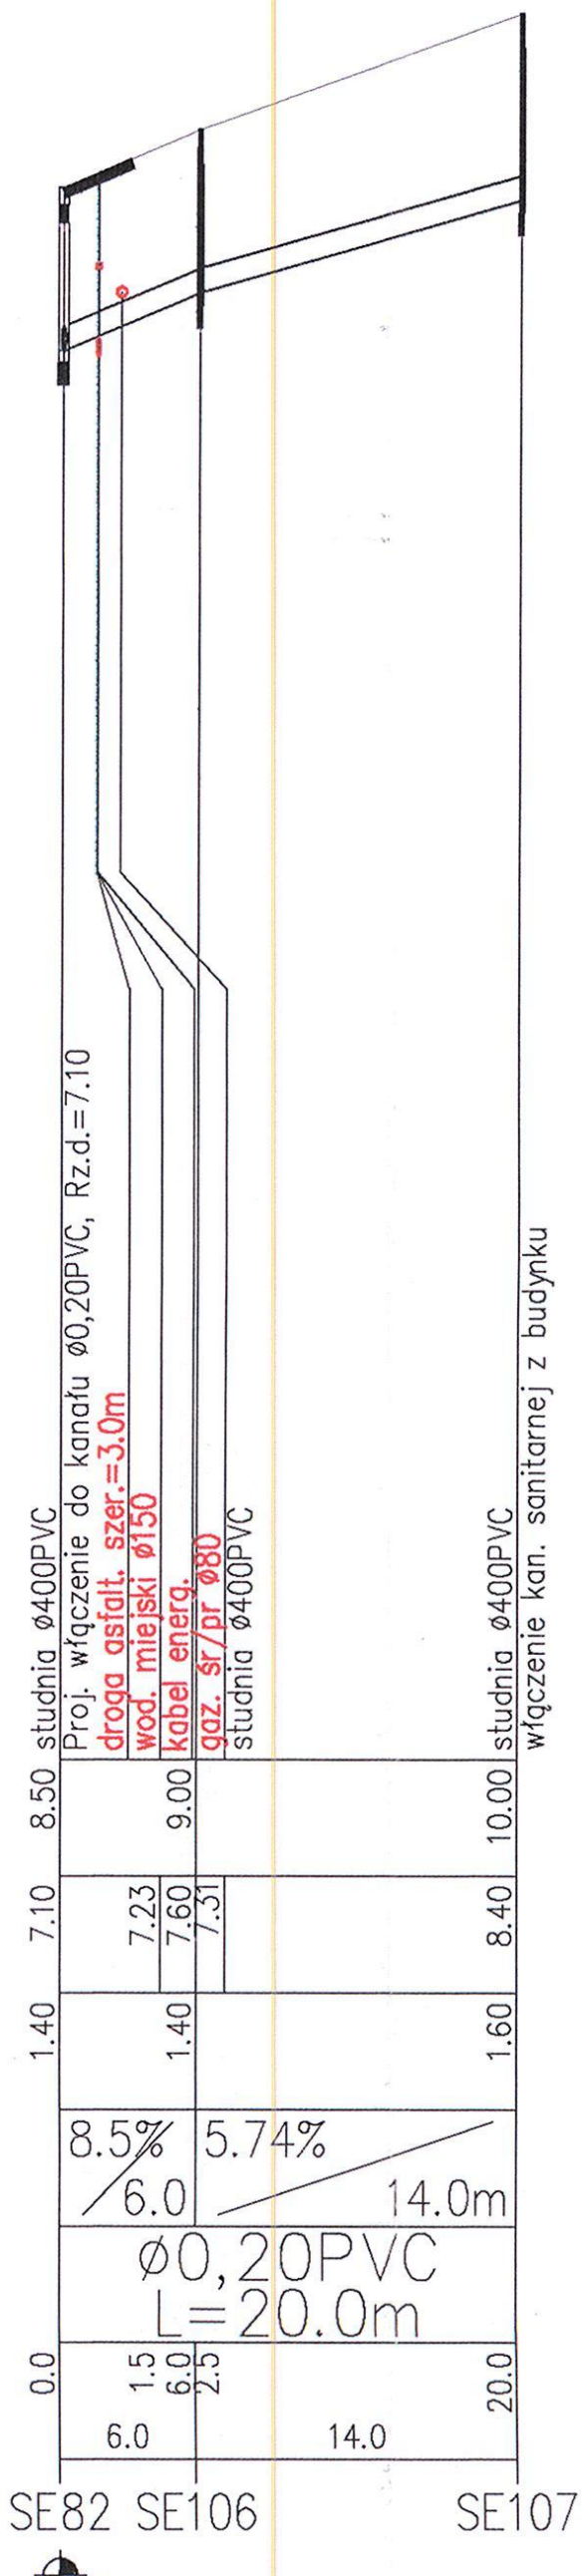 studnia ø400PVC
Proj. włączenie do kanału ø0,20PVC, Rz.d.=7.10
droga asfalt. szer.=3.0m
wod. miejski ø150
kabel energ.
gaz. śr/pr ø80
studnia ø400PVC
studnia ø400PVC
włączenie kan. sanitarnej z budynku
8.50
9.00
10.00
7.10
7.23
7.60
7.31
8.40
1.40
1.40
1.60
8.5%
6.0
5.74%
14.0m
ø0,20PVC
L=20.0m
0.0
1.5
6.0
2.5
20.0
6.0
14.0
SE82
SE106
SE107